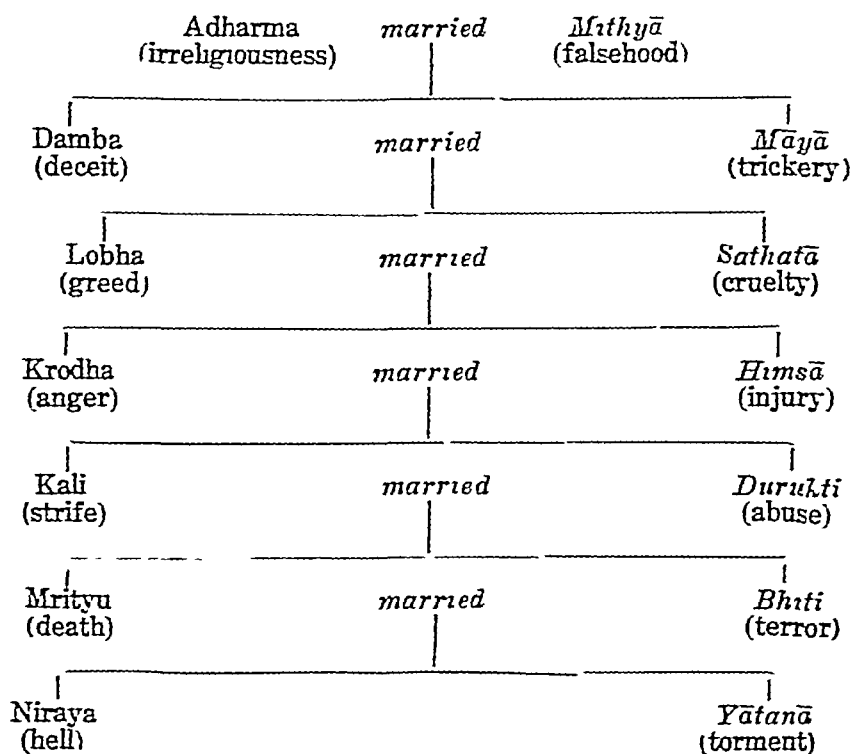 Adharma married Mithyā
(irreligiousness) (falsehood)
Damba married Māyā
(deceit) (trickery)
Lobha married Sathatā
(greed) (cruelty)
Krodha married Himsā
(anger) (injury)
Kali married Durukti
(strife) (abuse)
Mrityu married Bhiti
(death) (terror)
Niraya Yātanā
(hell) (torment)